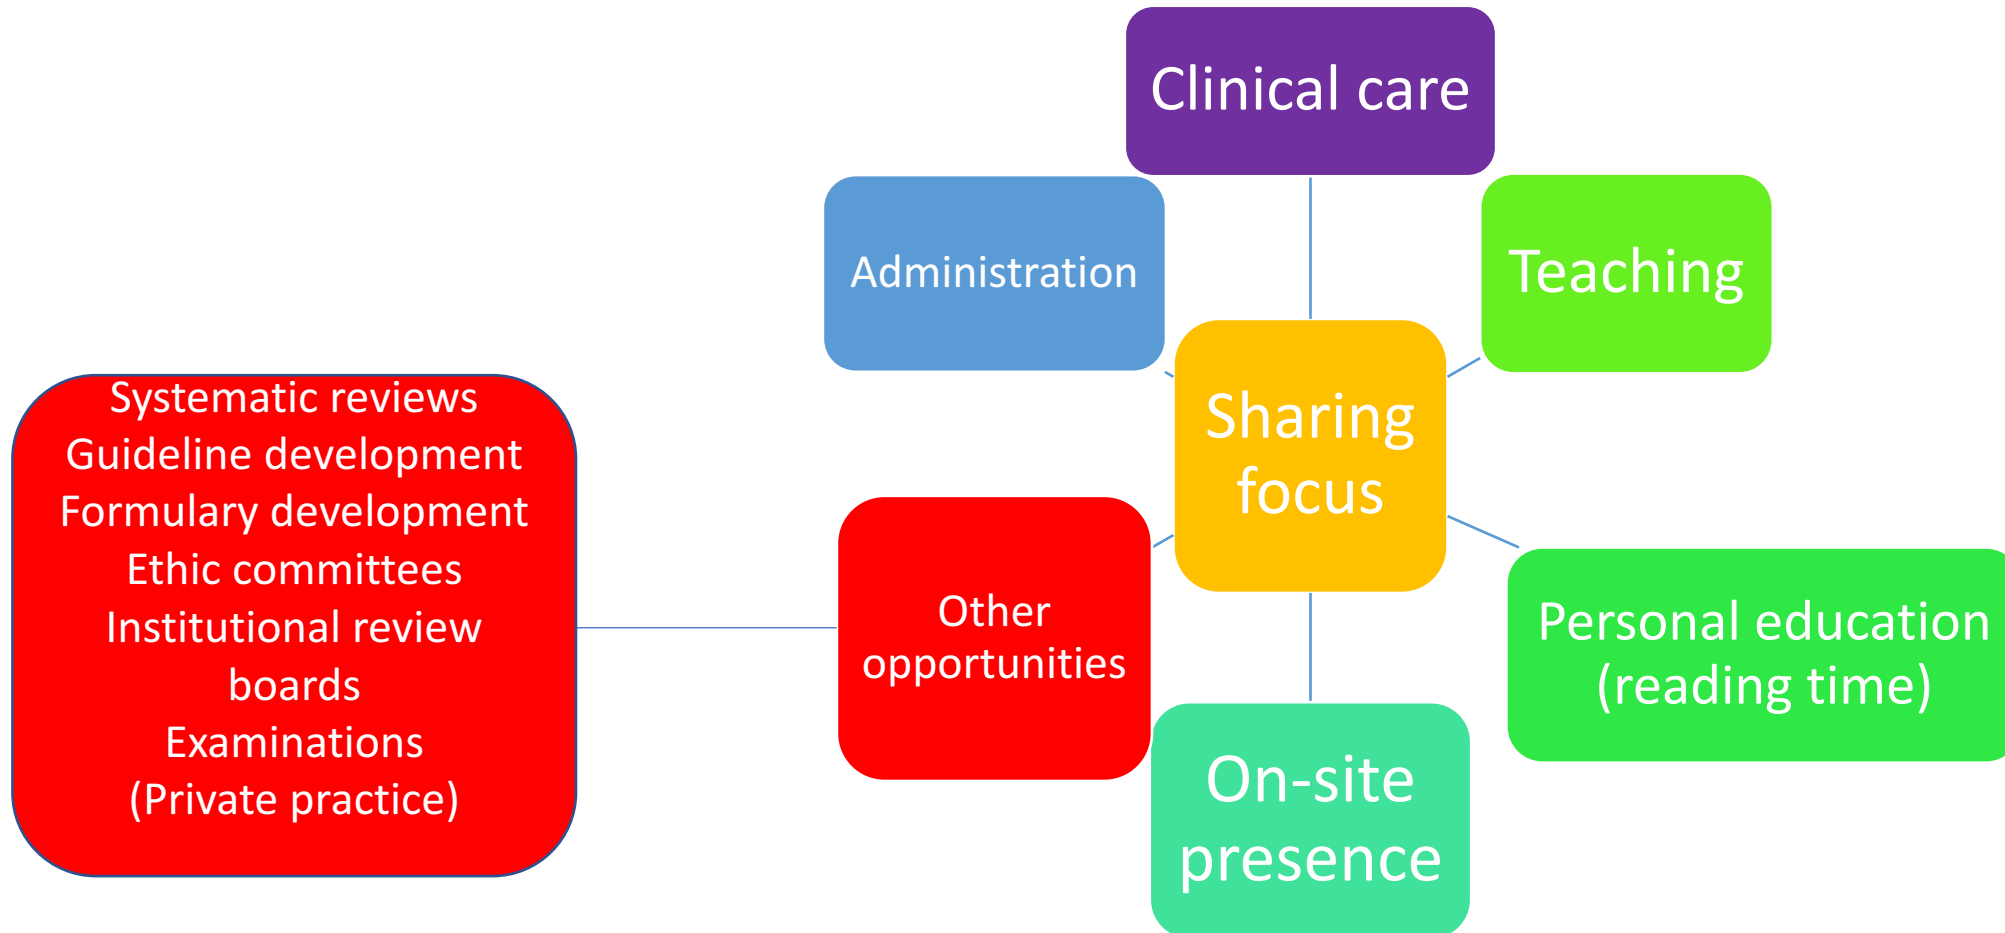 Clinical care
Administration
Teaching
Sharing
focus
Systematic reviews
Guideline development
Formulary development
Ethic committees
Institutional review
boards
Examinations
(Private practice)
Other
opportunities
Personal education
(reading time)
On-site
presence